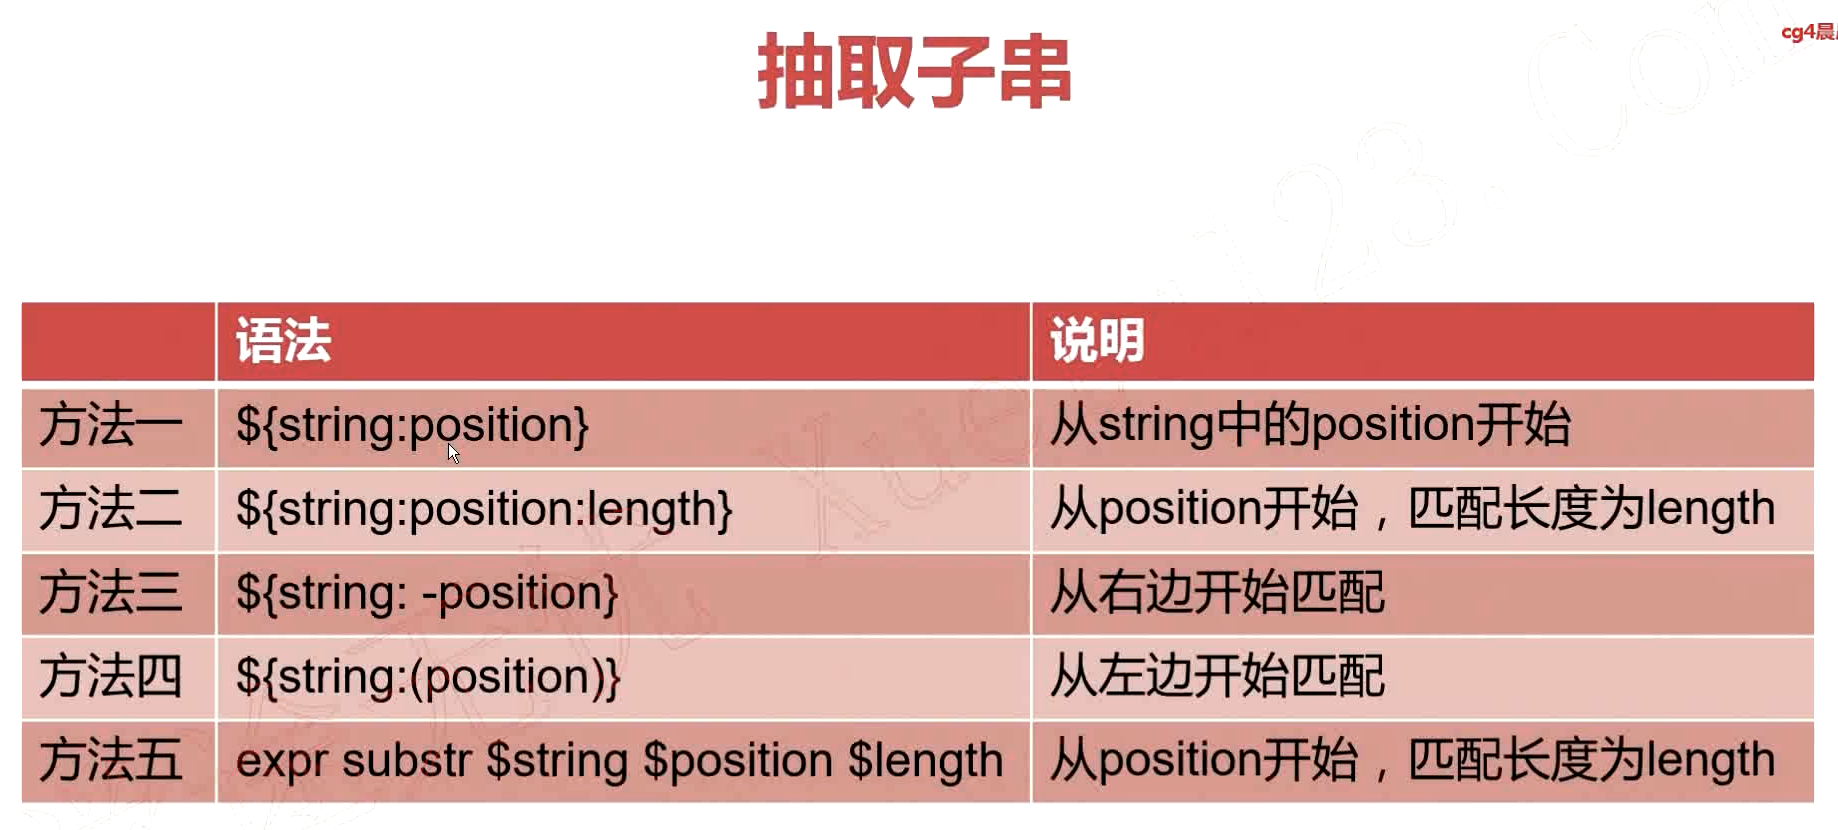 抽取子串
语法 说明
方法一 ${string:position} 从string中的position开始
方法二 ${string:position:length} 从position开始，匹配长度为length
方法三 ${string: -position} 从右边开始匹配
方法四 ${string:(position)} 从左边开始匹配
方法五 expr substr $string $position $length 从position开始，匹配长度为length